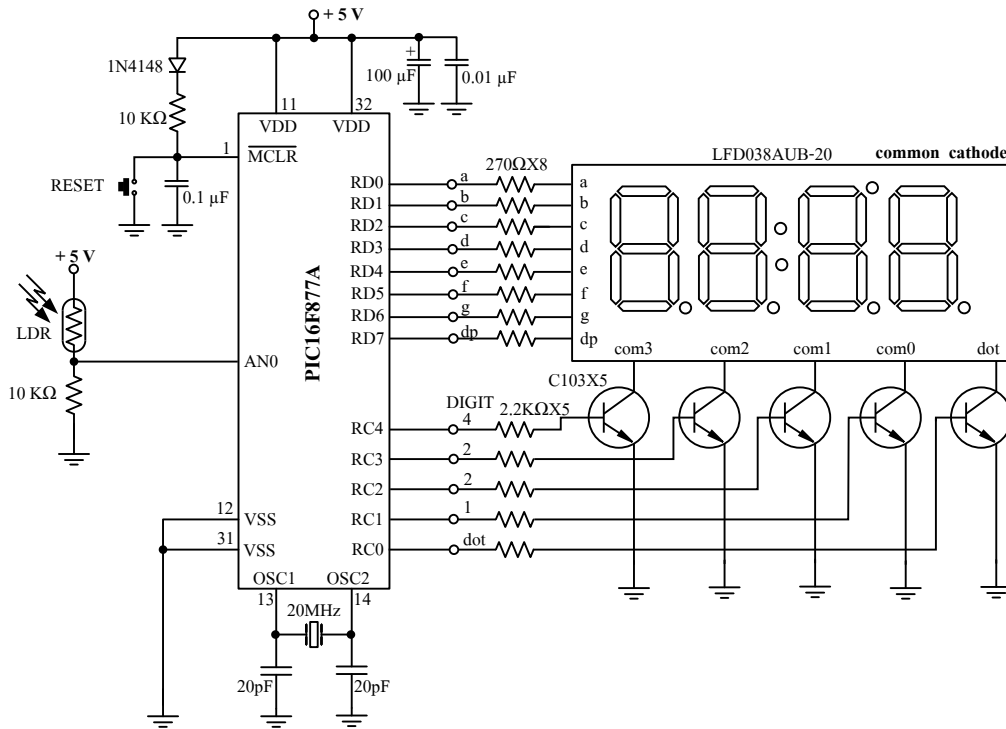 + 5 V
1N4148
100 µF
+
0.01 µF
10 KΩ
11
32
VDD
VDD
1
MCLR
RESET
0.1 µF
+ 5 V
LDR
10 KΩ
AN0
PIC16F877A
LFD038AUB-20 common cathode
270ΩX8
RD0 a a
RD1 b b
RD2 c c
RD3 d d
RD4 e e
RD5 f f
RD6 g g
RD7 dp dp
com3 com2 com1 com0 dot
C103X5
DIGIT 2.2KΩX5
RC4 4
RC3 2
RC2 2
RC1 1
RC0 dot
12 VSS
31 VSS
OSC1 OSC2
13 14
20MHz
20pF 20pF